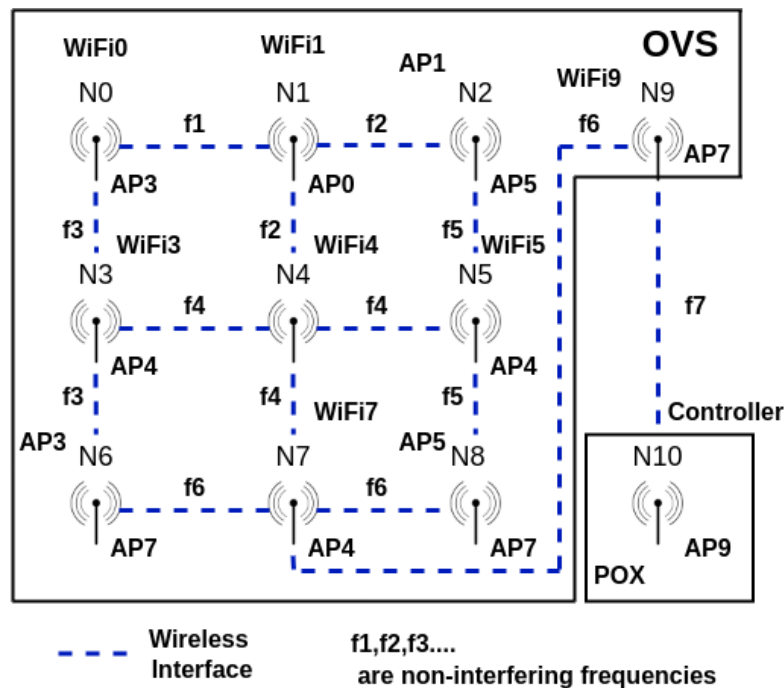 OVS
WiFi0 WiFi1 AP1 WiFi9
N0 N1 N2 N9
f1 f2 f6
AP3 AP0 AP5 AP7
f3 f2 f5
WiFi3 WiFi4 WiFi5
N3 N4 N5
f4 f4 f7
AP4 AP4
f3 f4 f5
WiFi7 Controller
AP3 AP5
N6 N7 N8 N10
f6 f6
AP7 AP4 AP7 AP9
POX
Wireless
Interface
f1,f2,f3....
are non-interfering frequencies